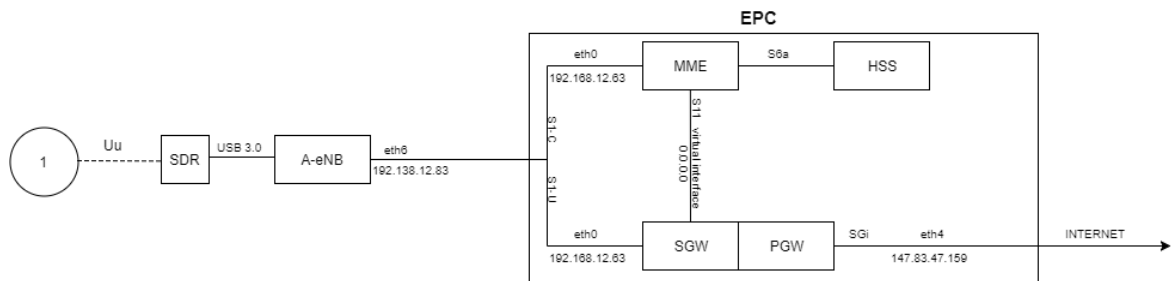 EPC
eth0
192.168.12.63
MME
S6a
HSS
S1-C
S11 virtual interface
0.0.0.0
1
Uu
SDR
USB 3.0
A-eNB
eth6
192.138.12.83
S1-U
eth0
192.168.12.63
SGW
PGW
SGi
eth4
147.83.47.159
INTERNET